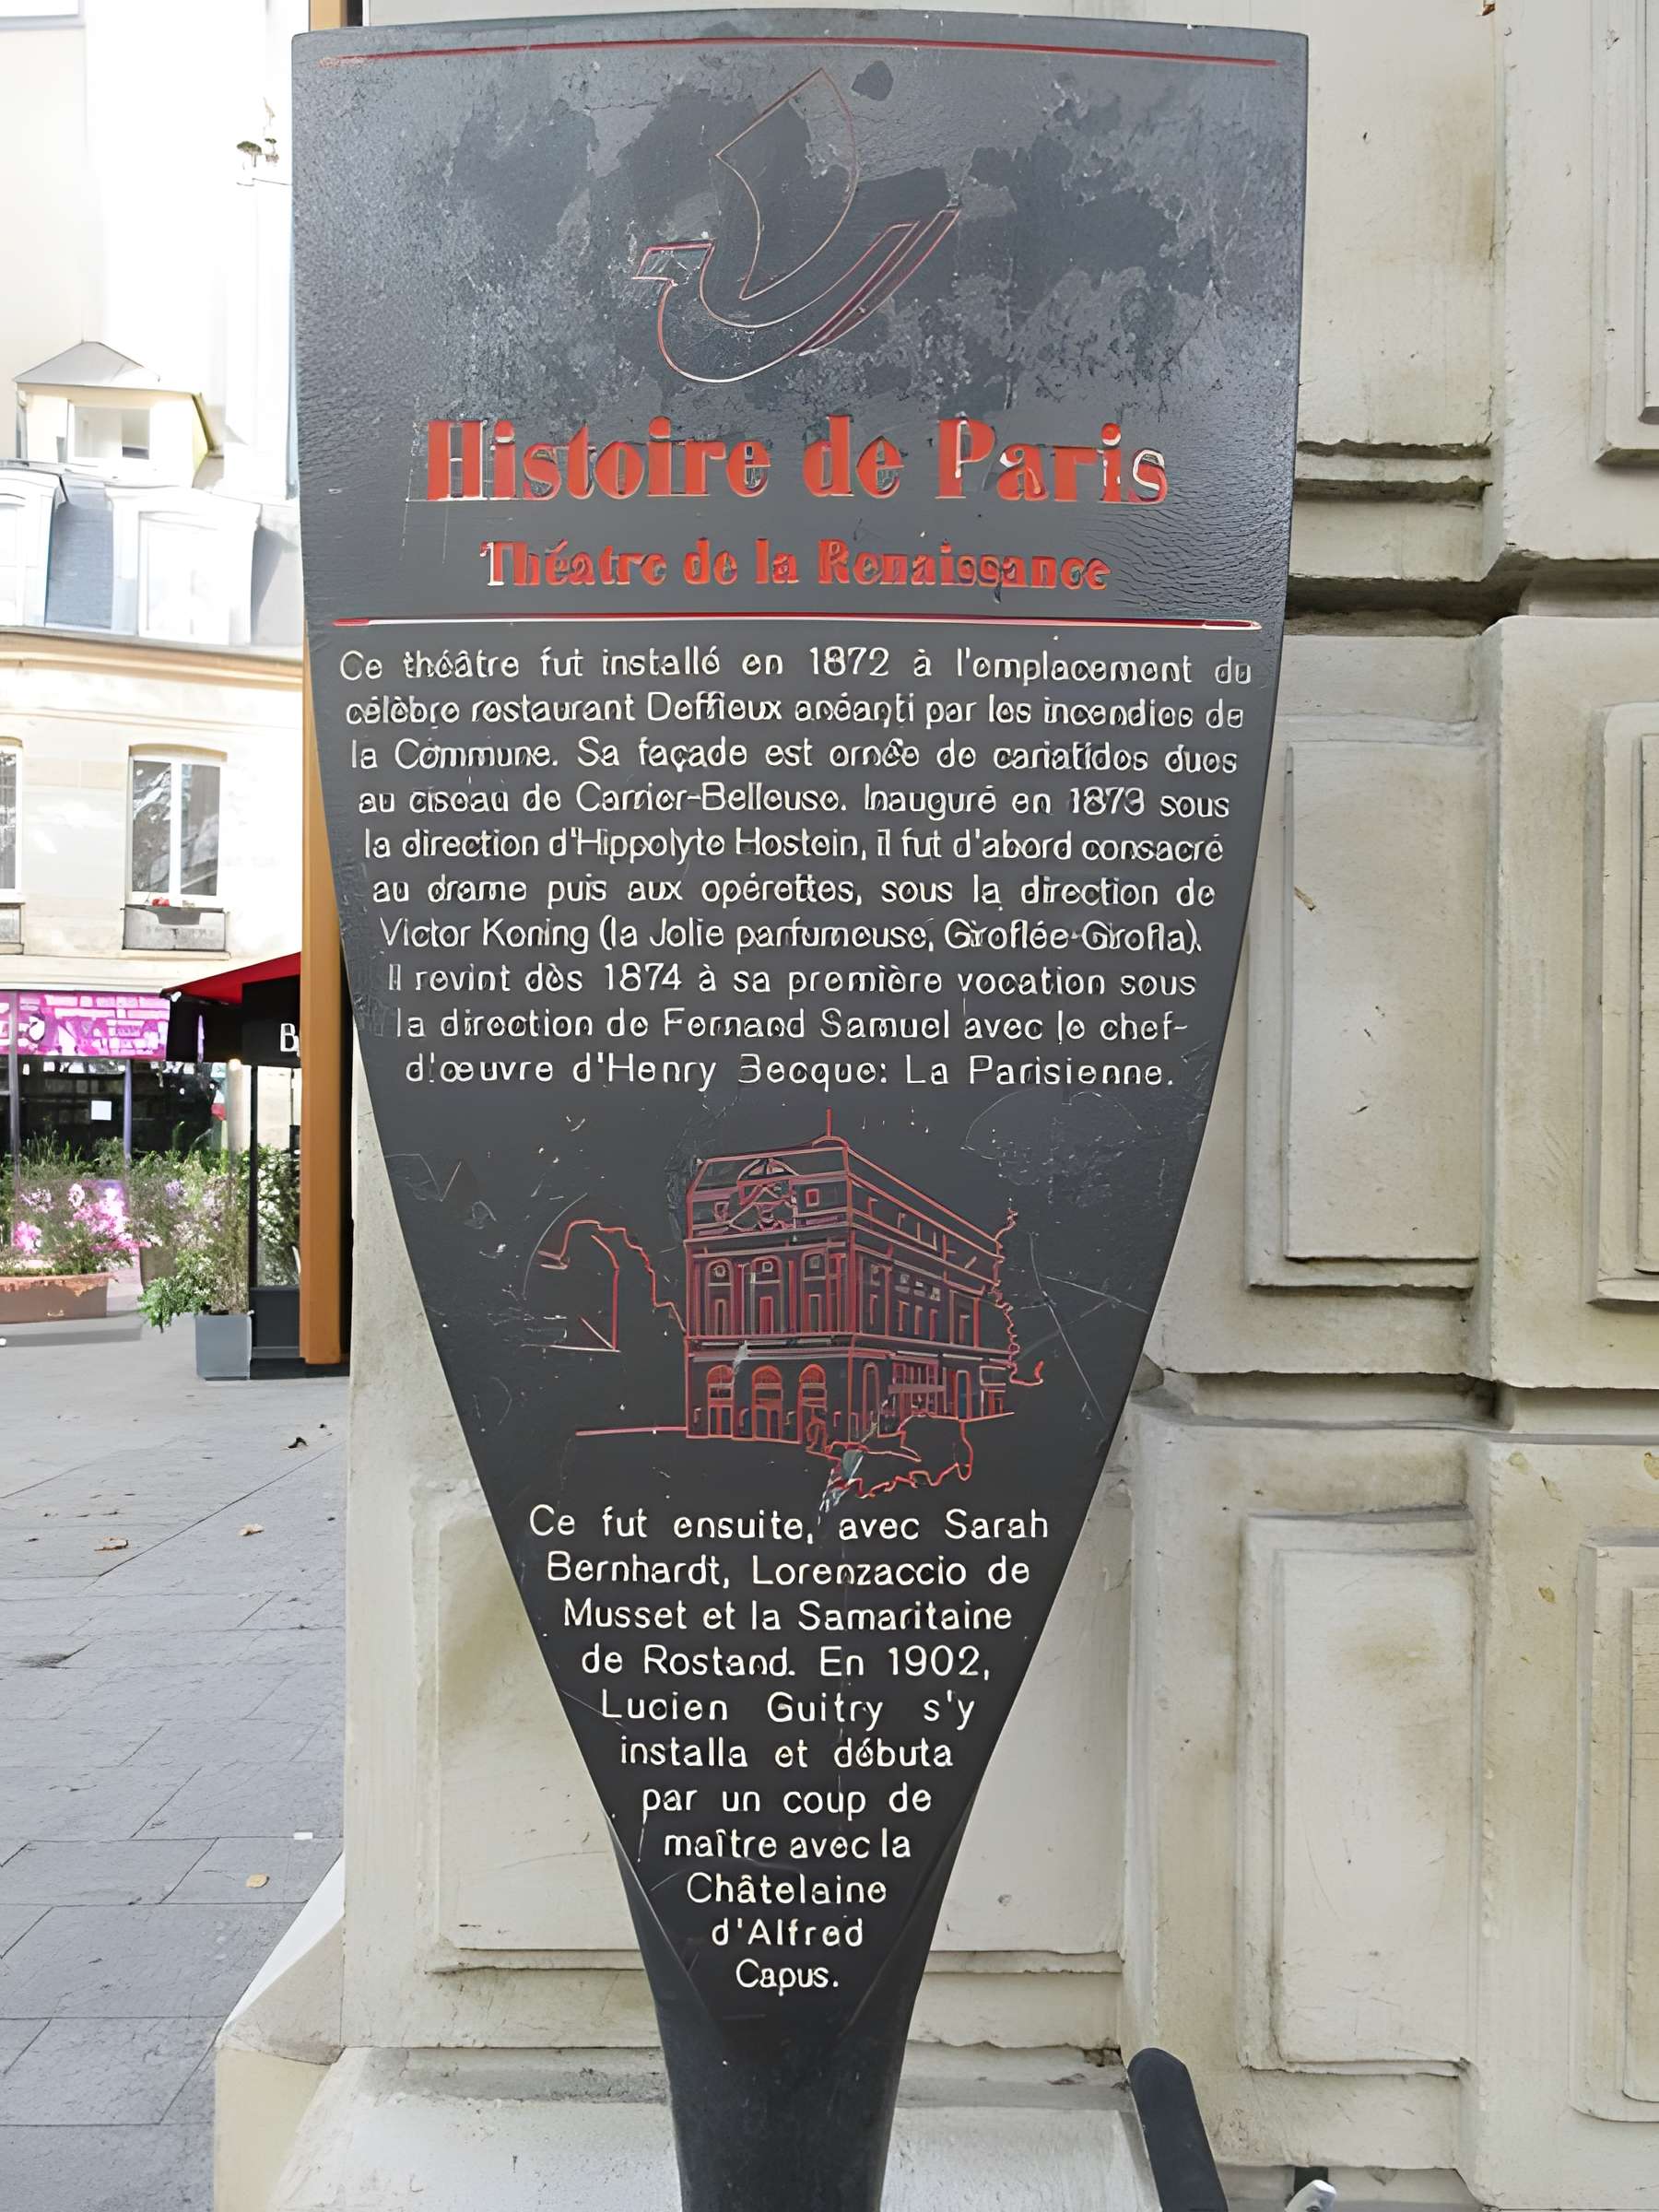 Histoire de Paris
Théatre de la Renaissance
Ce théâtre fut installé en 1872 à l'emplacement du
célèbre restaurant Deffieux anéanti par les incendies de
la Commune. Sa façade est ornée de cariatides dues
au ciseau de Carrier-Belleuse. Inauguré en 1873 sous
la direction d'Hippolyte Hostein, il fut d'abord consacré
au drame puis aux opérettes, sous la direction de
Victor Koning (la Jolie parfumeuse, Giroflée-Girofla).
Il revint dès 1874 à sa première vocation sous
la direction de Fernand Samuel avec le chef-
d'œuvre d'Henry Becque: La Parisienne.
Ce fut ensuite, avec Sarah
Bernhardt, Lorenzaccio de
Musset et la Samaritaine
de Rostand. En 1902,
Lucien Guitry s'y
installa et débuta
par un coup de
maître avec la
Châtelaine
d'Alfred
Capus.